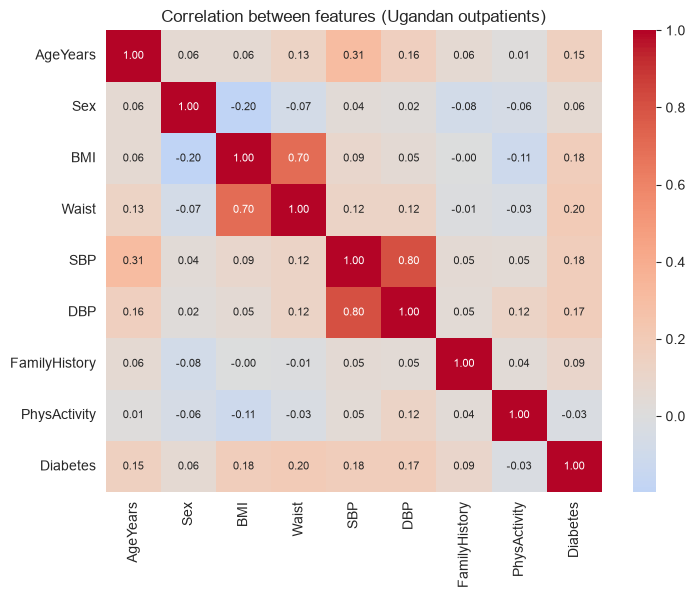 Correlation between features (Ugandan outpatients)
AgeYears 1.00 0.06 0.06 0.13 0.31 0.16 0.06 0.01 0.15
Sex 0.06 1.00 -0.20 -0.07 0.04 0.02 -0.08 -0.06 0.06
BMI 0.06 -0.20 1.00 0.70 0.09 0.05 -0.00 -0.11 0.18
Waist 0.13 -0.07 0.70 1.00 0.12 0.12 -0.01 -0.03 0.20
SBP 0.31 0.04 0.09 0.12 1.00 0.80 0.05 0.05 0.18
DBP 0.16 0.02 0.05 0.12 0.80 1.00 0.05 0.12 0.17
FamilyHistory 0.06 -0.08 -0.00 -0.01 0.05 0.05 1.00 0.04 0.09
PhysActivity 0.01 -0.06 -0.11 -0.03 0.05 0.12 0.04 1.00 -0.03
Diabetes 0.15 0.06 0.18 0.20 0.18 0.17 0.09 -0.03 1.00
AgeYears Sex BMI Waist SBP DBP FamilyHistory PhysActivity Diabetes
1.0
0.8
0.6
0.4
0.2
0.0